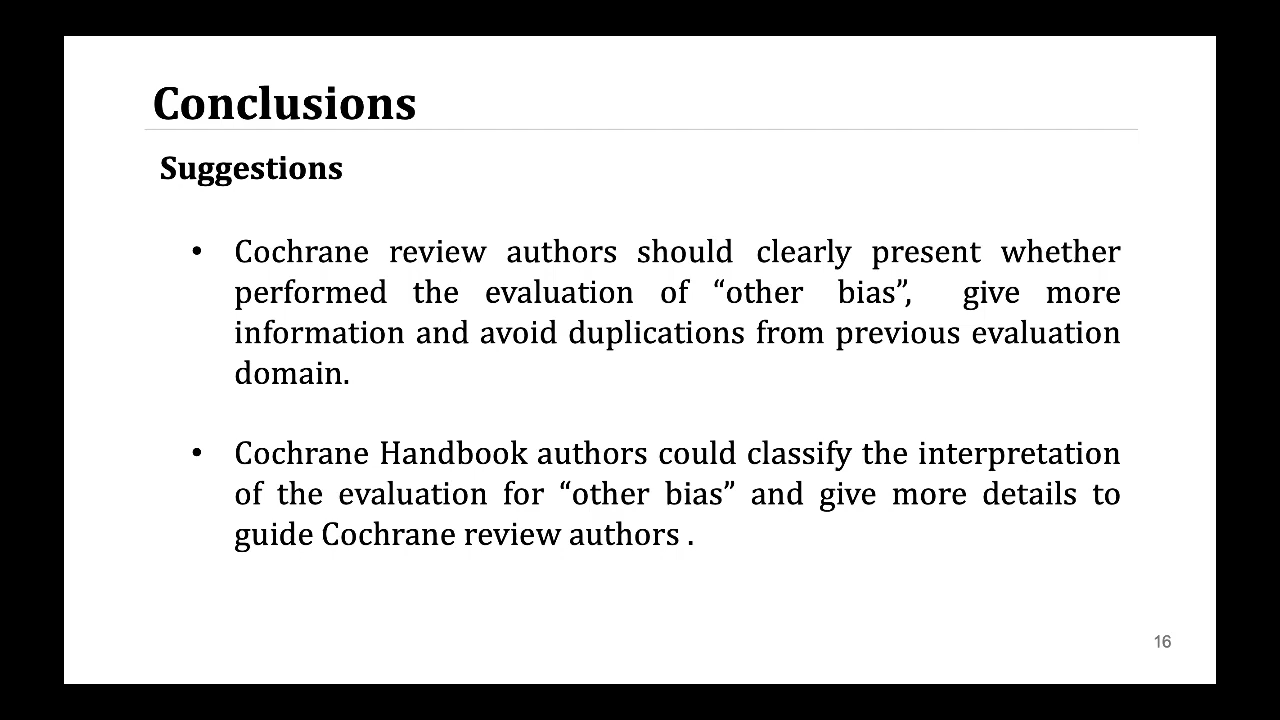 Conclusions
Suggestions
• Cochrane review authors should clearly present whether
performed the evaluation of “other bias”, give more
information and avoid duplications from previous evaluation
domain.
• Cochrane Handbook authors could classify the interpretation
of the evaluation for “other bias” and give more details to
guide Cochrane review authors .
16